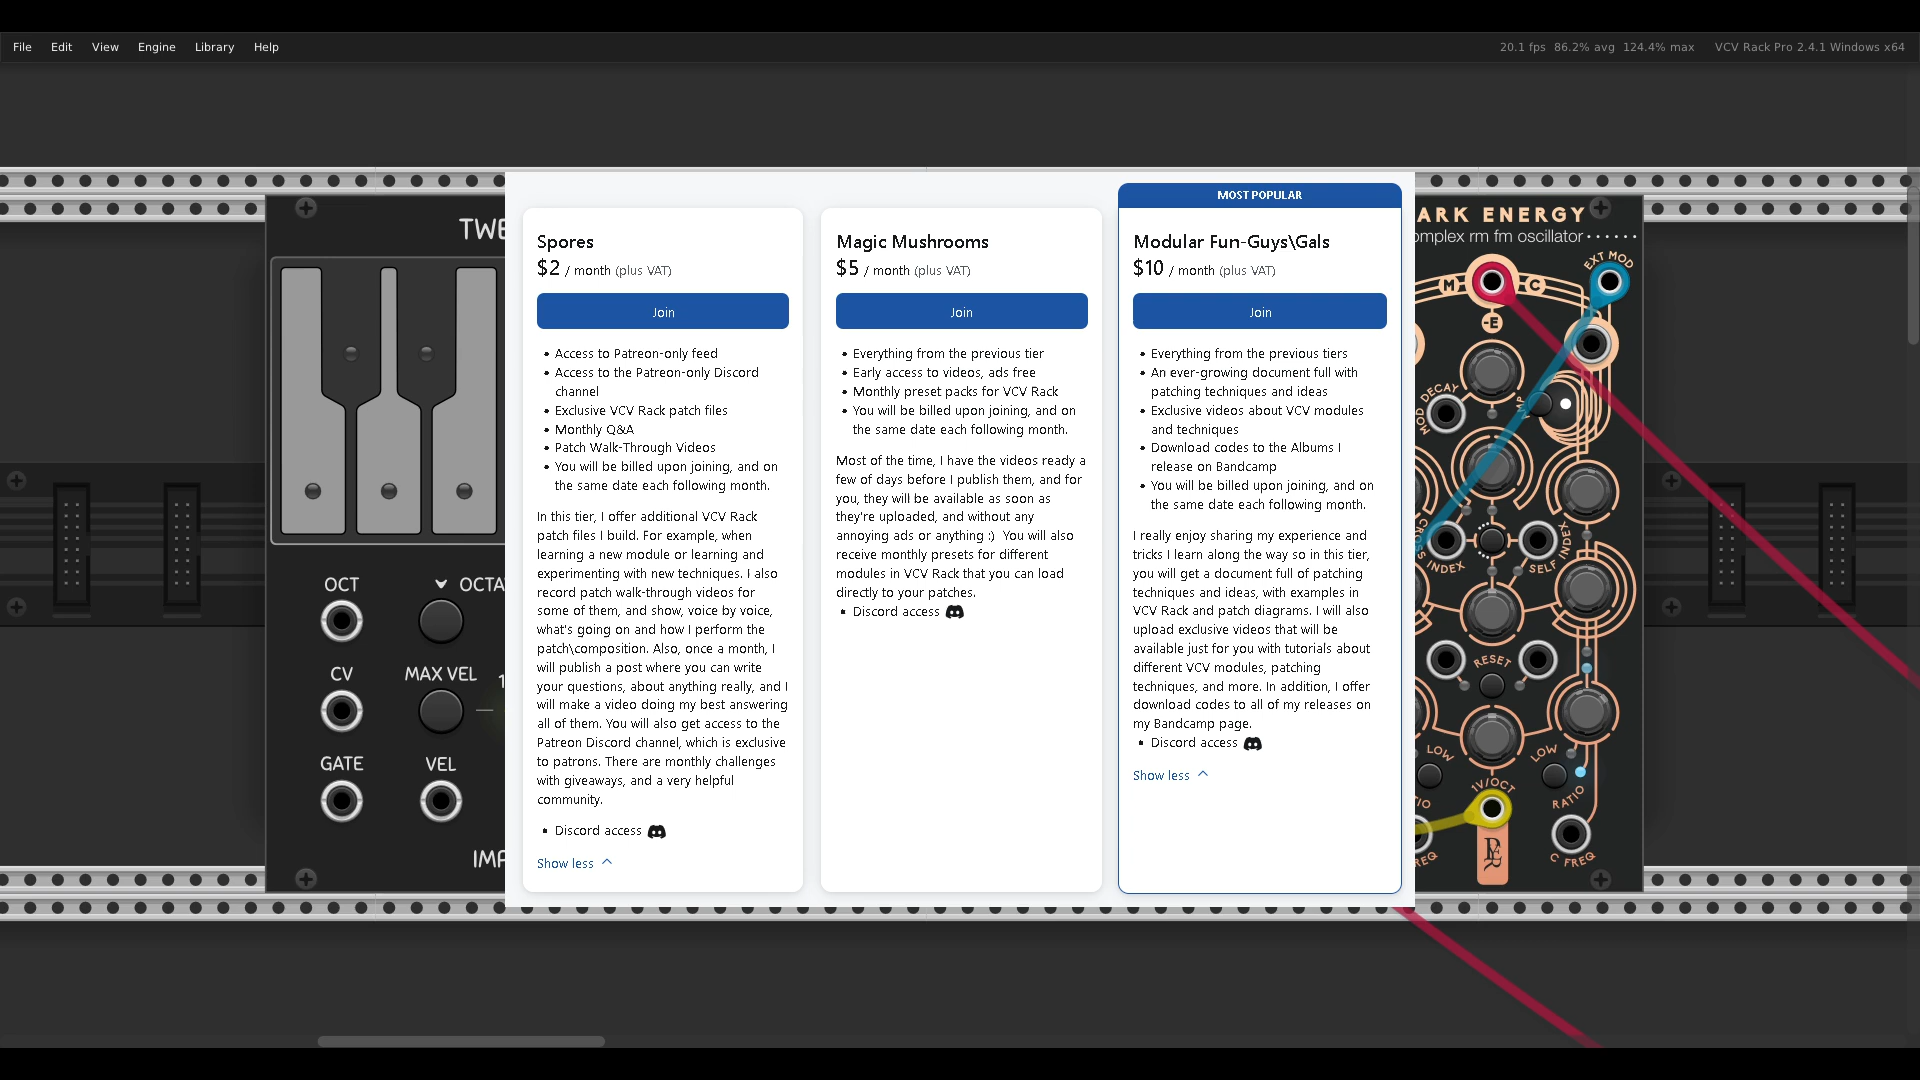 File Edit View Engine Library Help
20.1 fps 86.2% avg 124.4% max VCV Rack Pro 2.4.1 Windows x64
OCT
CV
MAX VEL
GATE
VEL
Spores
$2 / month (plus VAT)
Join
• Access to Patreon-only feed
• Access to the Patreon-only Discord
channel
• Exclusive VCV Rack patch files
• Monthly Q&A
• Patch Walk-Through Videos
• You will be billed upon joining, and on
the same date each following month.
In this tier, I offer additional VCV Rack
patch files I build. For example, when
learning a new module or learning and
experimenting with new techniques. I also
record patch walk-through videos for
some of them, and show, voice by voice,
what's going on and how I perform the
patch\composition. Also, once a month, I
will publish a post where you can write
your questions, about anything really, and I
will make a video doing my best answering
all of them. You will also get access to the
Patreon Discord channel, which is exclusive
to patrons. There are monthly challenges
with giveaways, and a very helpful
community.
• Discord access
Show less
Magic Mushrooms
$5 / month (plus VAT)
Join
• Everything from the previous tier
• Early access to videos, ads free
• Monthly preset packs for VCV Rack
• You will be billed upon joining, and on
the same date each following month.
Most of the time, I have the videos ready a
few of days before I publish them, and for
you, they will be available as soon as
they're uploaded, and without any
annoying ads or anything :) You will also
receive monthly presets for different
modules in VCV Rack that you can load
directly to your patches.
• Discord access
MOST POPULAR
Modular Fun-Guys\Gals
$10 / month (plus VAT)
Join
• Everything from the previous tiers
• An ever-growing document full with
patching techniques and ideas
• Exclusive videos about VCV modules
and techniques
• Download codes to the Albums I
release on Bandcamp
• You will be billed upon joining, and on
the same date each following month.
I really enjoy sharing my experience and
tricks I learn along the way so in this tier,
you will get a document full of patching
techniques and ideas, with examples in
VCV Rack and patch diagrams. I will also
upload exclusive videos that will be
available just for you with tutorials about
different VCV modules, patching
techniques, and more. In addition, I offer
download codes to all of my releases on
my Bandcamp page.
• Discord access
Show less
ARK ENERGY
omplex rm fm oscillator
EXT MOD
M C
-E
MOD DECAY
INDEX
SELF INDEX
RESET
LOW
LOW
1V/OCT
RATIO
C FREQ